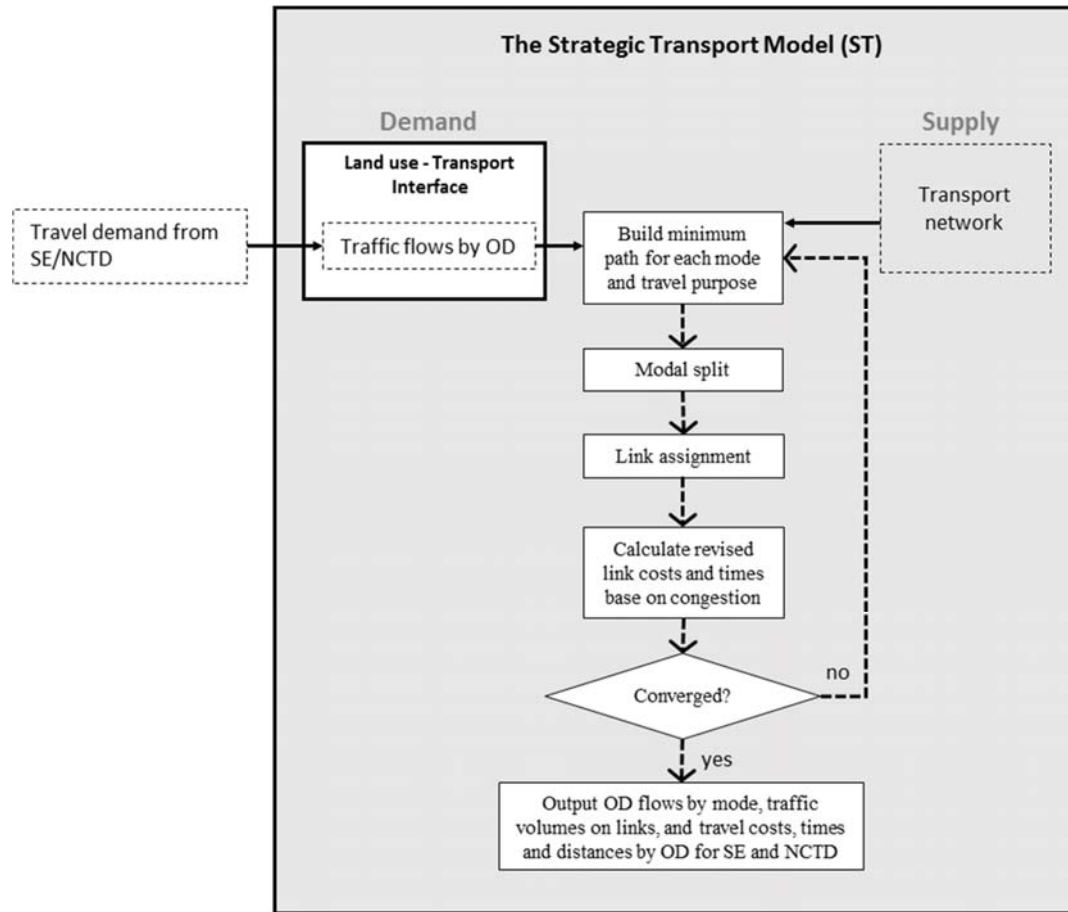 The Strategic Transport Model (ST)
Demand
Supply
Land use - Transport
Interface
Transport
network
Travel demand from
SE/NCTD
Traffic flows by OD
Build minimum
path for each mode
and travel purpose
Modal split
Link assignment
Calculate revised
link costs and times
base on congestion
Converged?
no
yes
Output OD flows by mode, traffic
volumes on links, and travel costs, times
and distances by OD for SE and NCTD